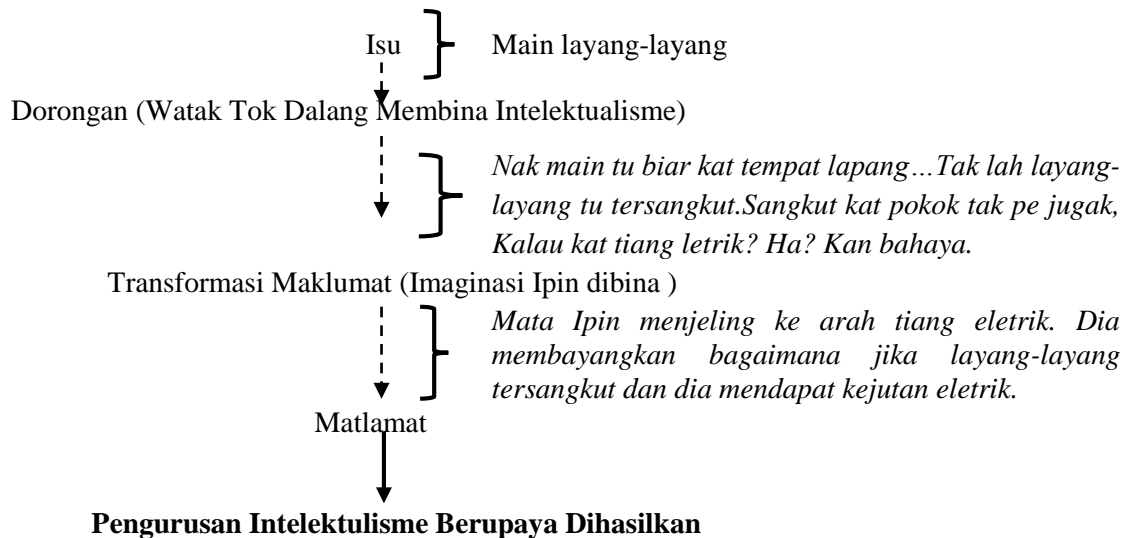 Isu
Main layang-layang
Dorongan (Watak Tok Dalang Membina Intelektualisme)
Nak main tu biar kat tempat lapang…Tak lah layang-
layang tu tersangkut.Sangkut kat pokok tak pe jugak,
Kalau kat tiang letrik? Ha? Kan bahaya.
Transformasi Maklumat (Imaginasi Ipin dibina )
Mata Ipin menjeling ke arah tiang eletrik. Dia
membayangkan bagaimana jika layang-layang
tersangkut dan dia mendapat kejutan eletrik.
Matlamat
Pengurusan Intelektulisme Berupaya Dihasilkan